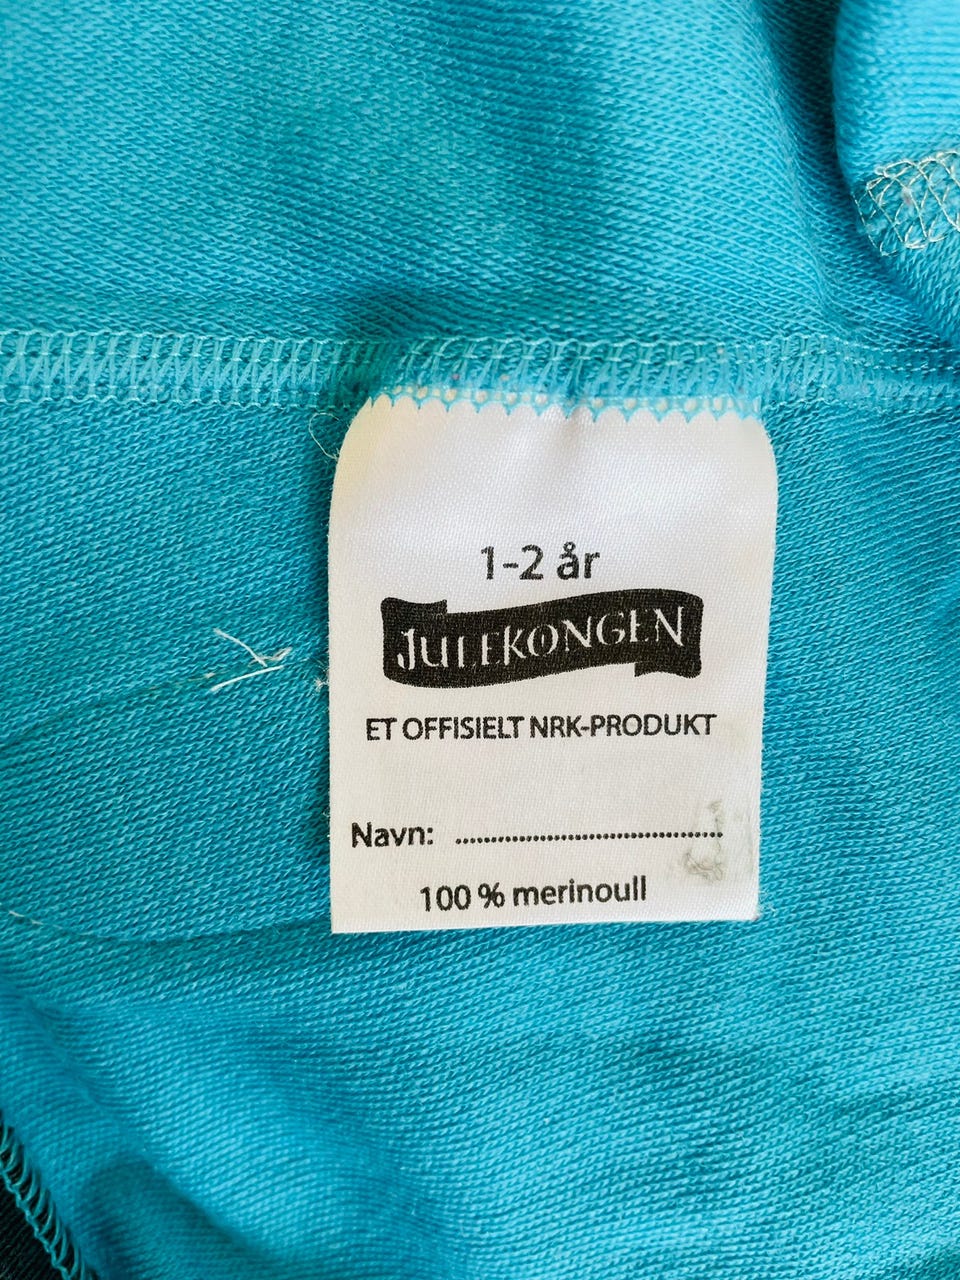 1-2 år
JULEKONGEN
ET OFFISIELT NRK-PRODUKT
Navn: ......................................
100 % merinoull